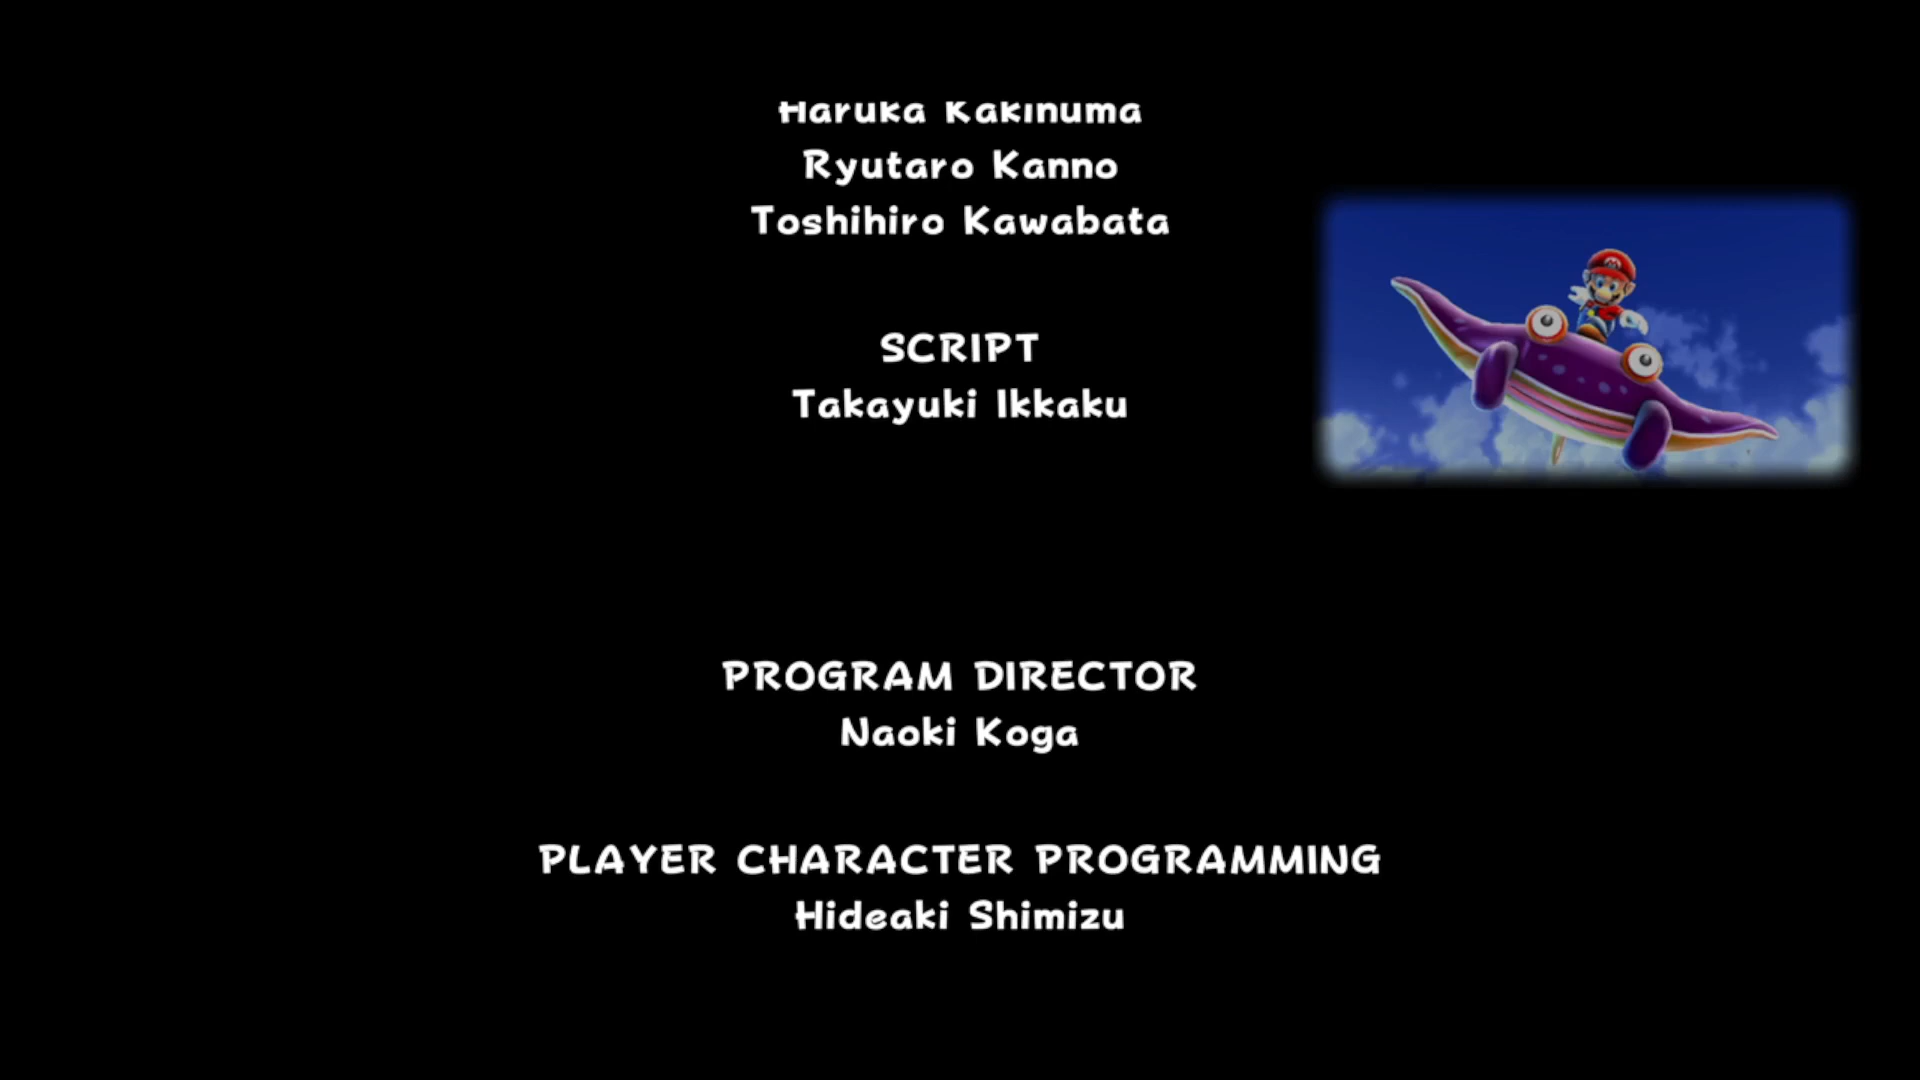 Haruka Kakinuma
Ryutaro Kanno
Toshihiro Kawabata
SCRIPT
Takayuki Ikkaku
PROGRAM DIRECTOR
Naoki Koga
PLAYER CHARACTER PROGRAMMING
Hideaki Shimizu